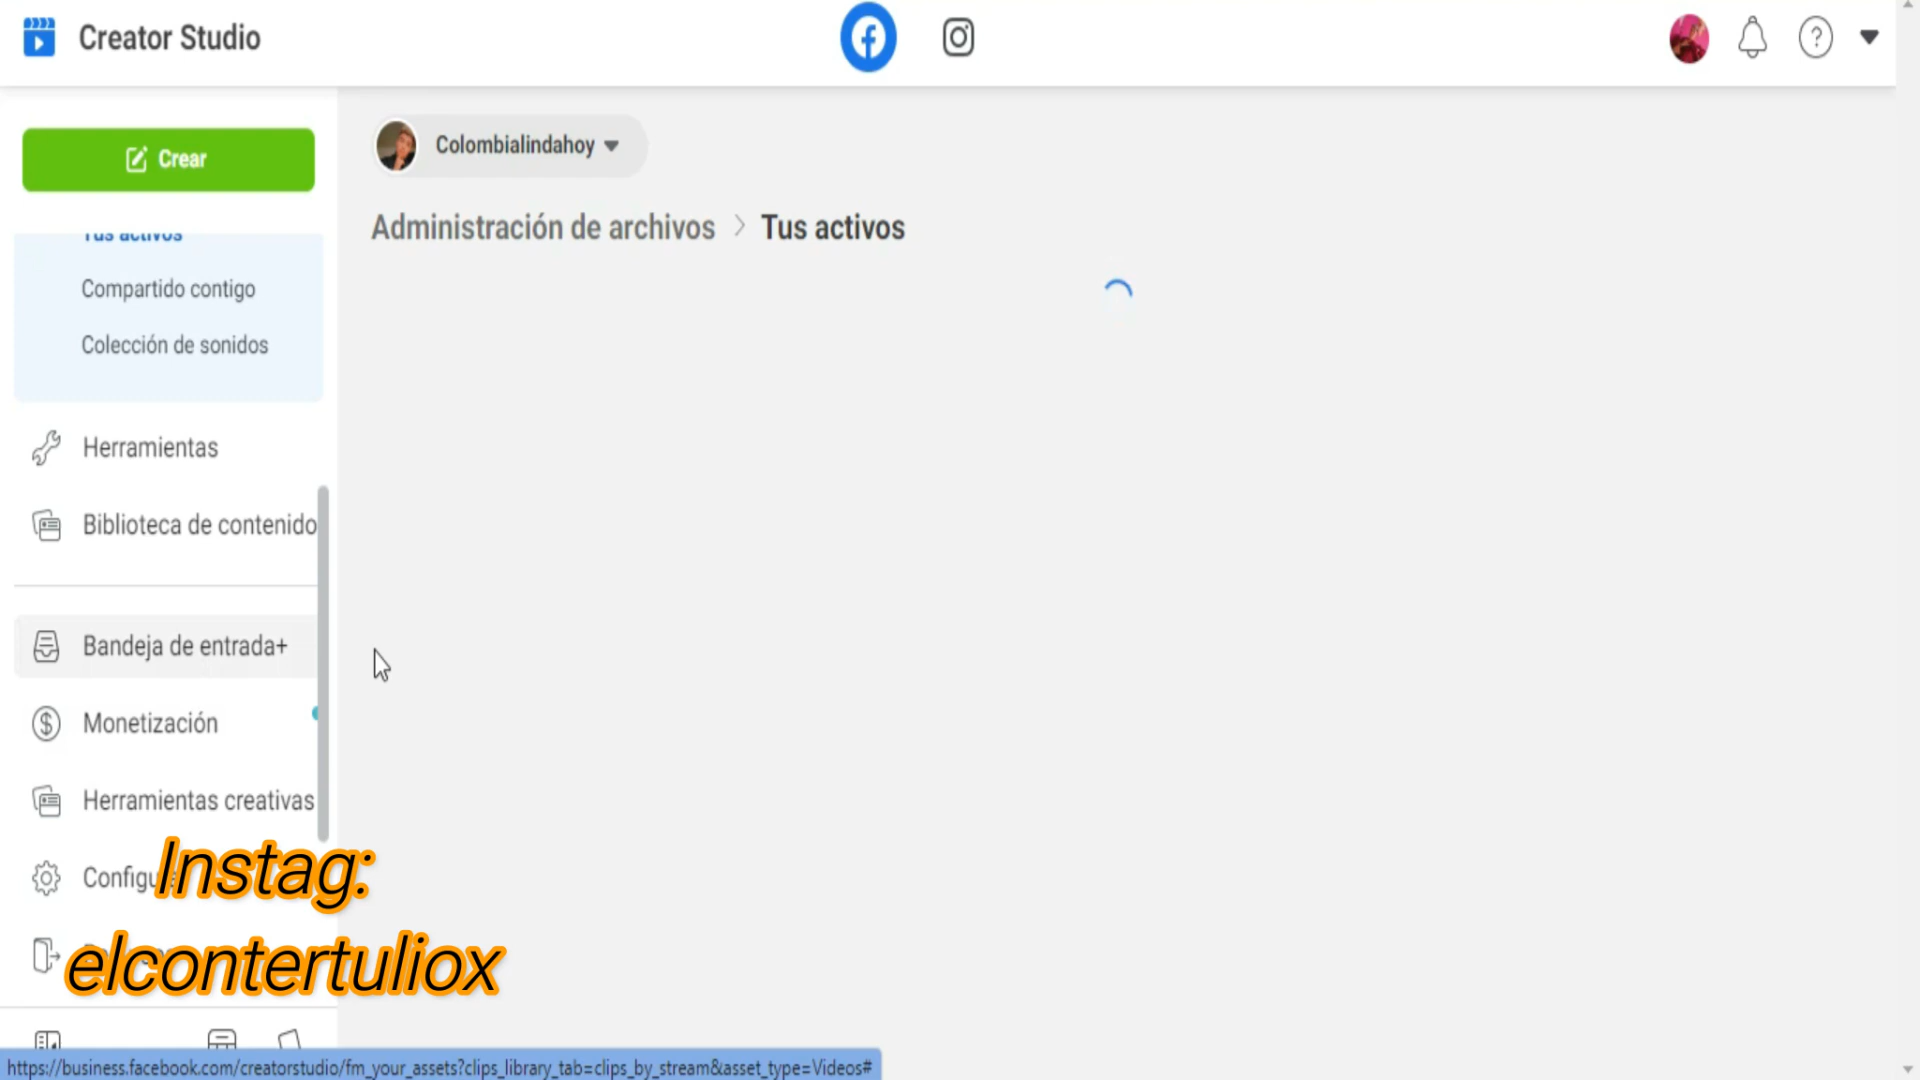 Creator Studio
Colombialindahoy
Crear
Administración de archivos > Tus activos
Tus activos
Compartido contigo
Colección de sonidos
Herramientas
Biblioteca de contenido
Bandeja de entrada+
Monetización
Herramientas creativas
Configu
Instag:
elcontertuliox
https://business.facebook.com/creatorstudio/fm_your_assets?clips_library_tab=clips_by_stream&asset_type=Videos#